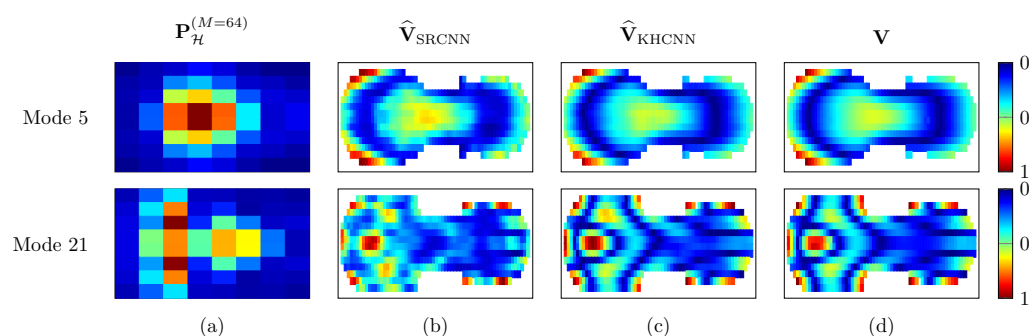 P_H^(M=64) V̂_SRCNN V̂_KHCNN V
Mode 5
0
0
1
Mode 21
0
0
1
(a) (b) (c) (d)